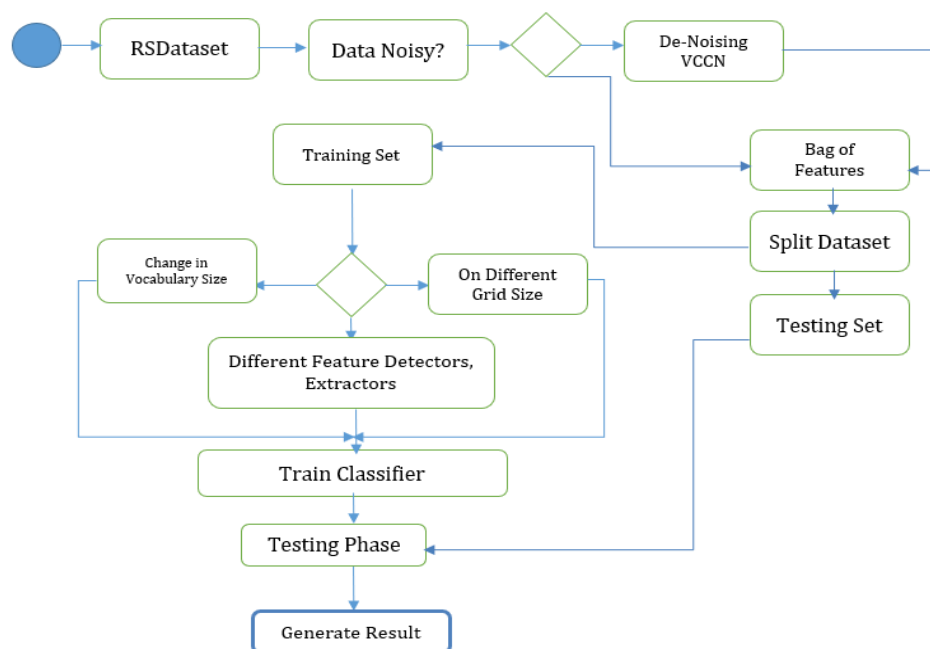 RSDataset
Data Noisy?
De-Noising
VCCN
Training Set
Bag of
Features
Change in
Vocabulary Size
On Different
Grid Size
Split Dataset
Testing Set
Different Feature Detectors,
Extractors
Train Classifier
Testing Phase
Generate Result